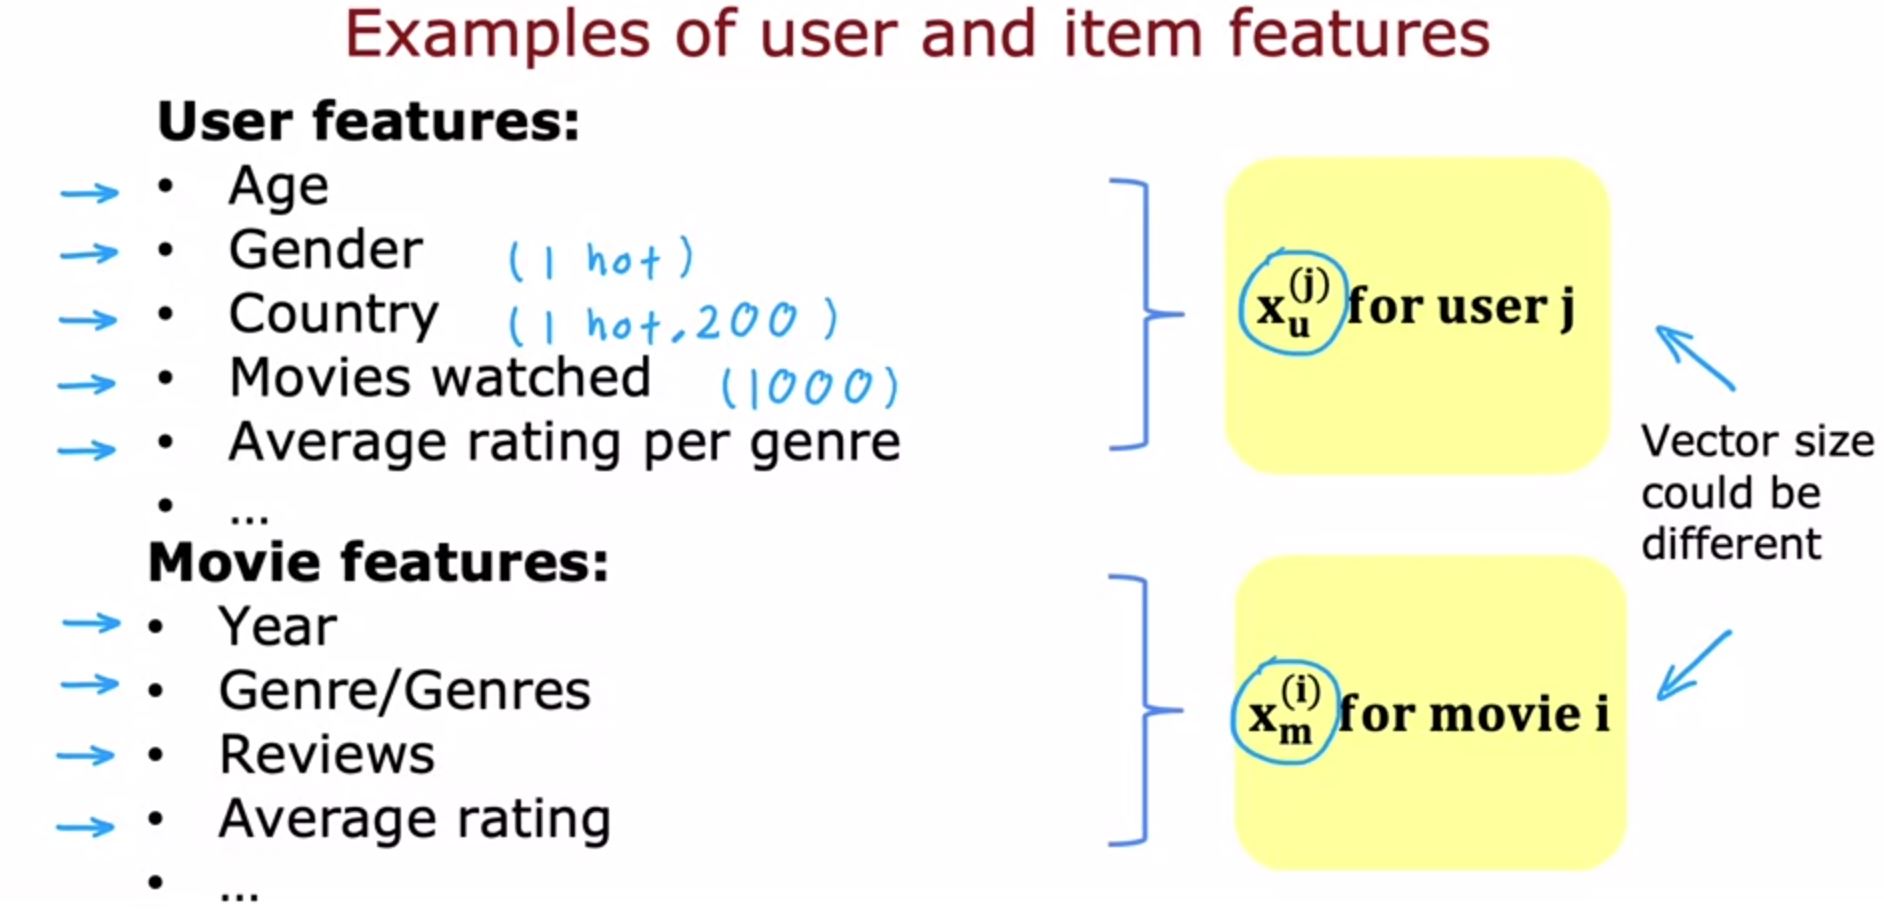 Examples of user and item features
User features:
• Age
• Gender (1 hot)
• Country (1 hot, 200)
• Movies watched (1000)
• Average rating per genre
• ...
x_u^(j) for user j
Vector size
could be
different
Movie features:
• Year
• Genre/Genres
• Reviews
• Average rating
• ...
x_m^(i) for movie i